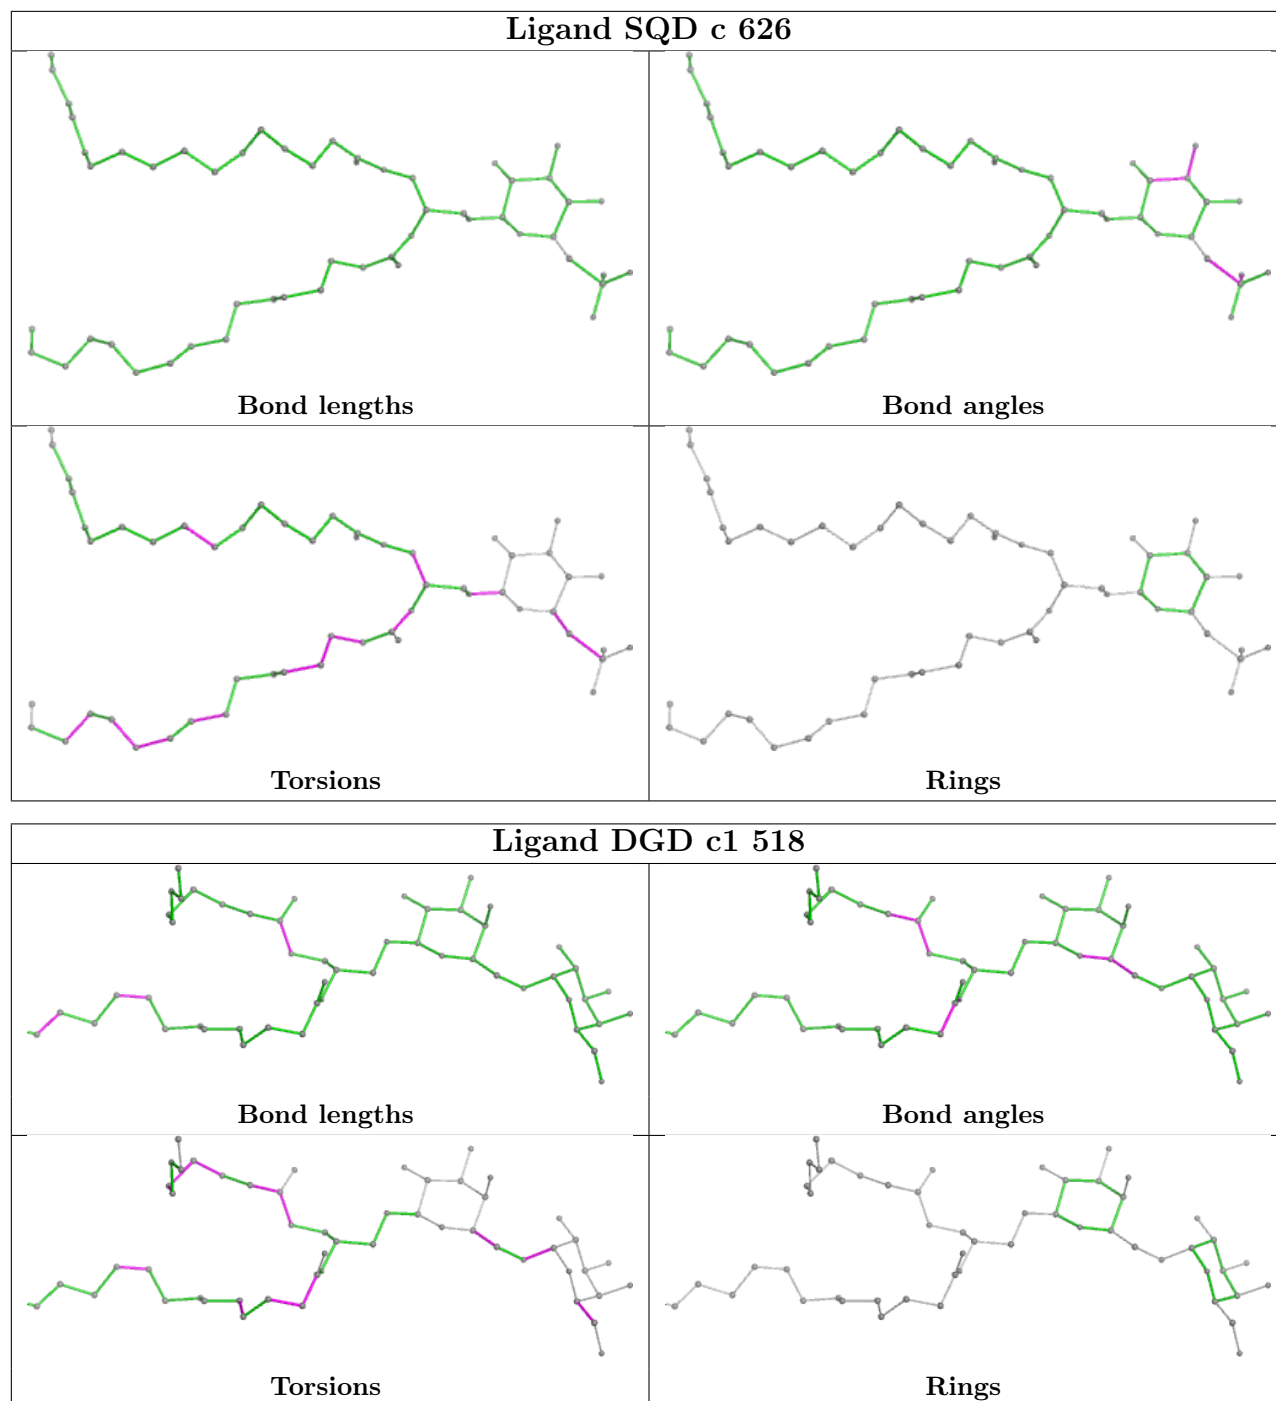 Ligand SQD c 626
Bond lengths
Bond angles
Torsions
Rings
Ligand DGD c1 518
Bond lengths
Bond angles
Torsions
Rings